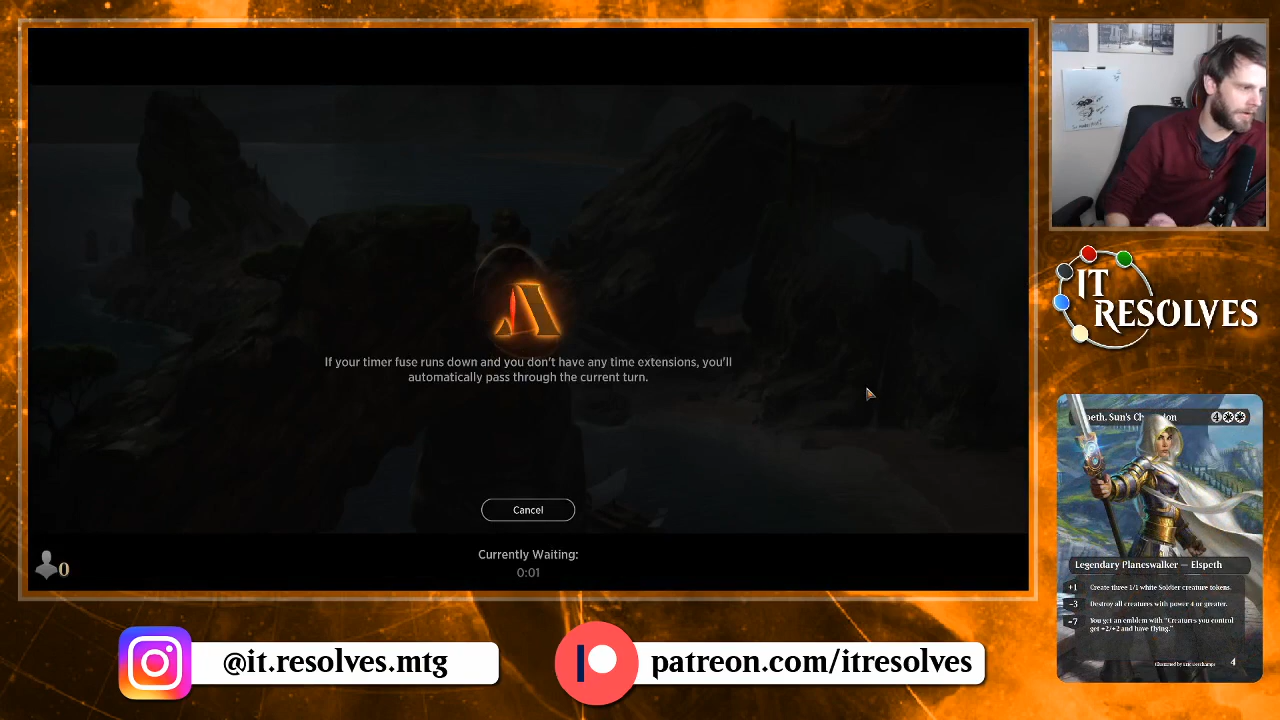 If your timer fuse runs down and you don't have any time extensions, you'll
automatically pass through the current turn.
Cancel
Currently Waiting:
0:01
0
IT
RESOLVES
Sun's
4
Legendary Planeswalker — Elspeth
+1 Create three 1/1 white Soldier creature tokens.
-3 Destroy all creatures with power 4 or greater.
-7 You get an emblem with "Creatures you control
get +2/+2 and have flying."
4
@it.resolves.mtg
patreon.com/itresolves